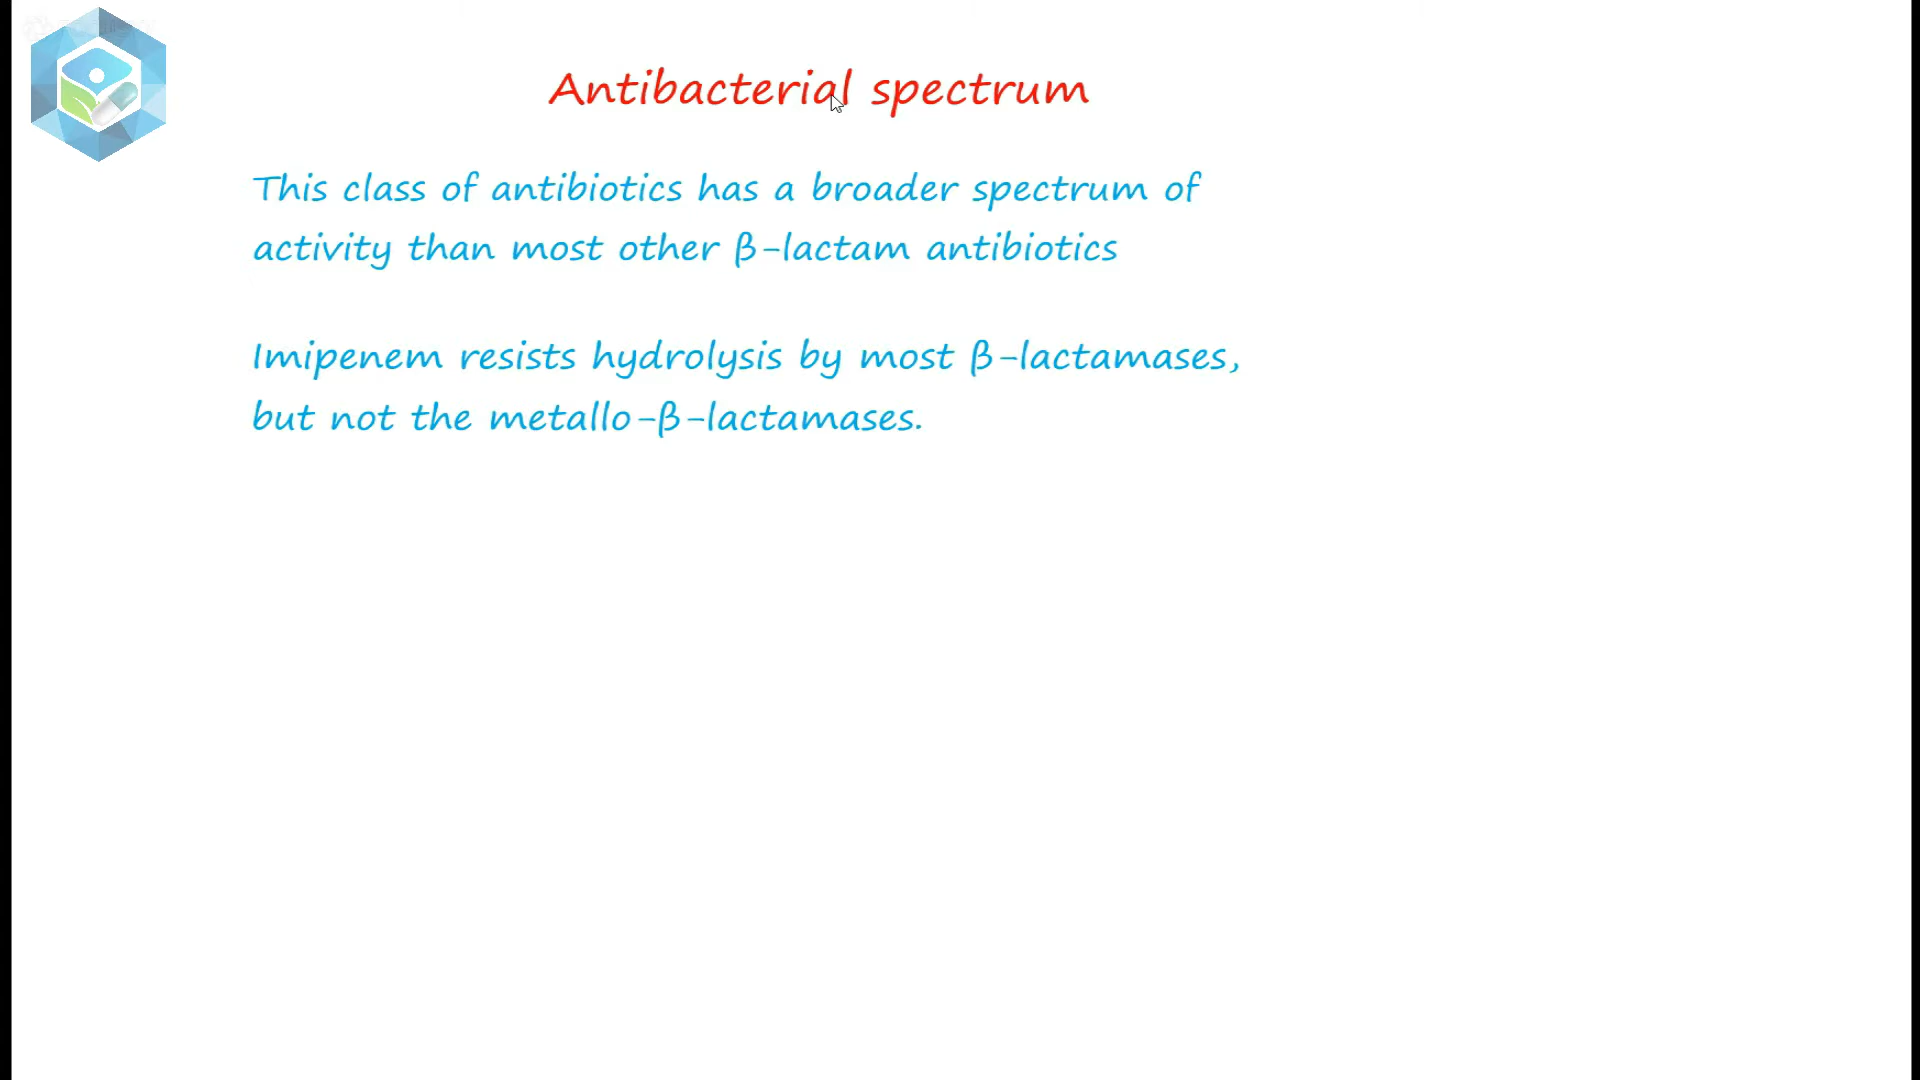 Antibacterial spectrum
This class of antibiotics has a broader spectrum of
activity than most other β-lactam antibiotics
Imipenem resists hydrolysis by most β-lactamases,
but not the metallo-β-lactamases.